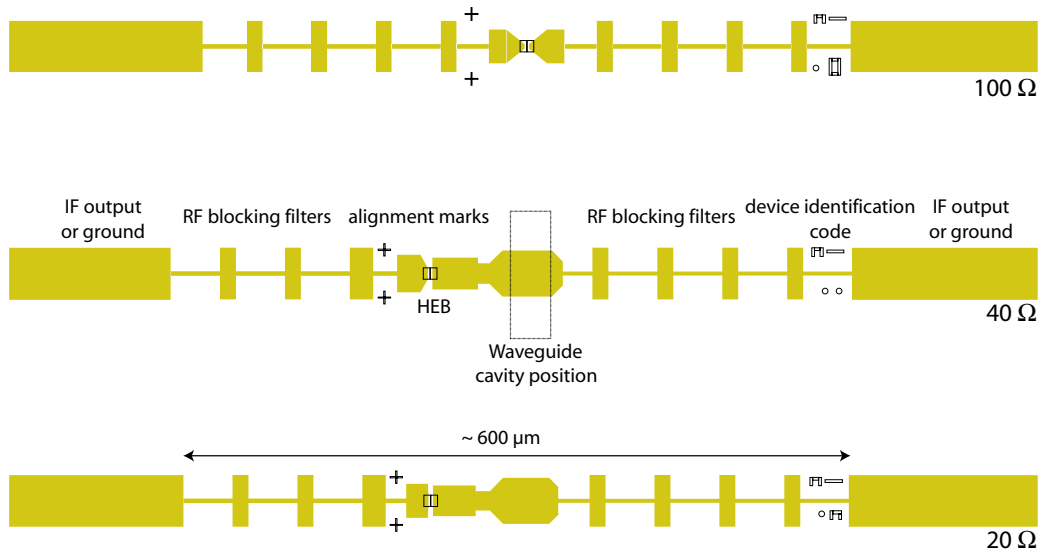 100 Ω
IF output
or ground
RF blocking filters
alignment marks
RF blocking filters
device identification
code
IF output
or ground
HEB
40 Ω
Waveguide
cavity position
~ 600 µm
20 Ω